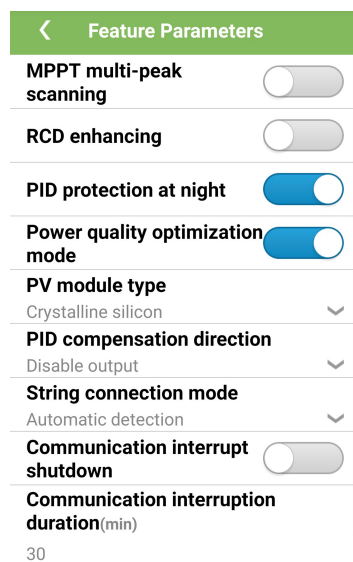 Feature Parameters
MPPT multi-peak
scanning
RCD enhancing
PID protection at night
Power quality optimization
mode
PV module type
Crystalline silicon
PID compensation direction
Disable output
String connection mode
Automatic detection
Communication interrupt
shutdown
Communication interruption
duration(min)
30